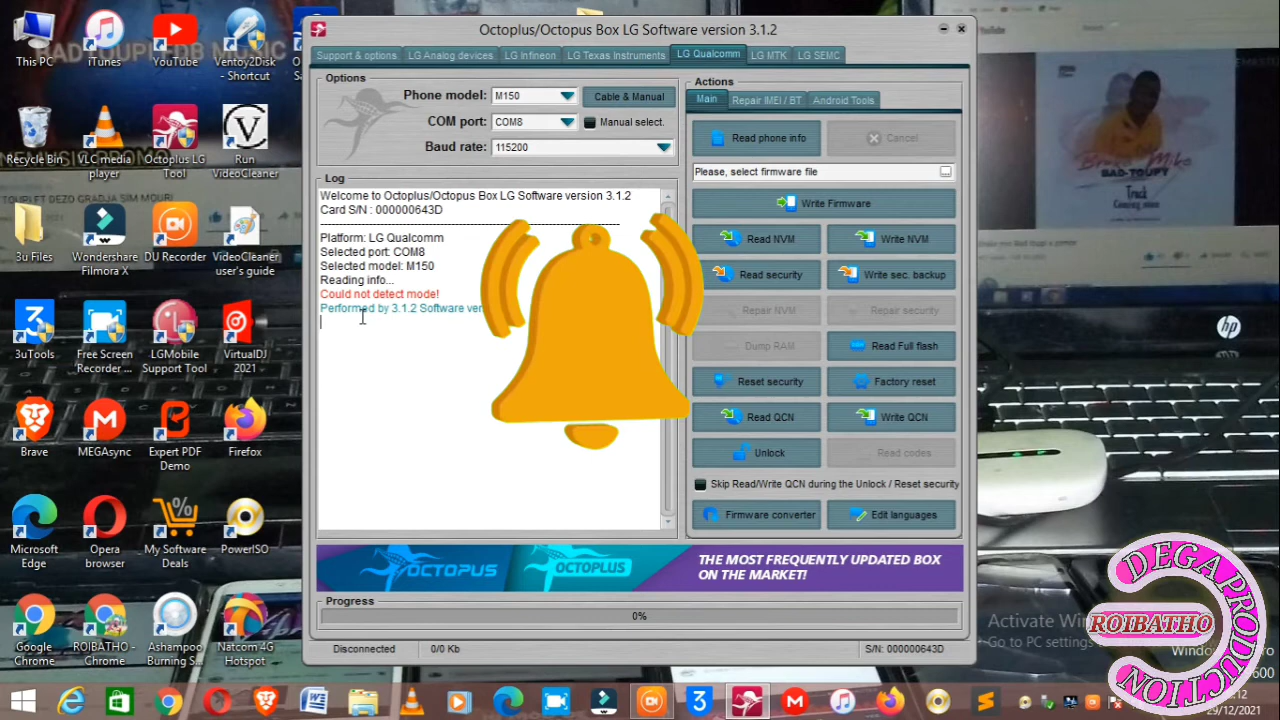 Octoplus/Octopus Box LG Software version 3.1.2
Support & options
LG Analog devices
LG Infineon
LG Texas Instruments
LG Qualcomm
LG MTK
LG SEMC
Options
Phone model:
M150
Cable & Manual
COM port:
COM8
Manual select.
Baud rate:
115200
Log
Welcome to Octoplus/Octopus Box LG Software version 3.1.2
Card S/N : 000000643D
Platform: LG Qualcomm
Selected port: COM8
Selected model: M150
Reading info...
Could not detect mode!
Performed by 3.1.2 Software
Actions
Main
Repair IMEI / BT
Android Tools
Read phone info
Cancel
Please, select firmware file
Write Firmware
Read NVM
Write NVM
Read security
Write sec. backup
Repair NVM
Repair security
Dump RAM
Read Full flash
Reset security
Factory reset
Read QCN
Write QCN
Unlock
Read codes
Skip Read/Write QCN during the Unlock / Reset security
Firmware converter
Edit languages
OCTOPUS
OCTOPLUS
THE MOST FREQUENTLY UPDATED BOX
ON THE MARKET!
Progress
0%
Disconnected
0/0 Kb
S/N: 000000643D
This PC
iTunes
YouTube
Ventoy2Disk
- Shortcut
Recycle Bin
VLC media
player
Octoplus LG
Tool
Run
VideoCleaner
3u Files
Wondershare
Filmora X
DU Recorder
VideoCleaner
user's guide
3uTools
Free Screen
Recorder ...
LGMobile
Support Tool
VirtualDJ
2021
Brave
MEGAsync
Expert PDF
Demo
Firefox
Microsoft
Edge
Opera
browser
My Software
Deals
PowerISO
Google
Chrome
ROIBATHO -
Chrome
Ashampoo
Burning S...
Natcom 4G
Hotspot
BAD-TOUPY
Track
Coming soon
hp
Go to PC settings
DEGA PRODUCTION
ROIBATHO
29/12/2021